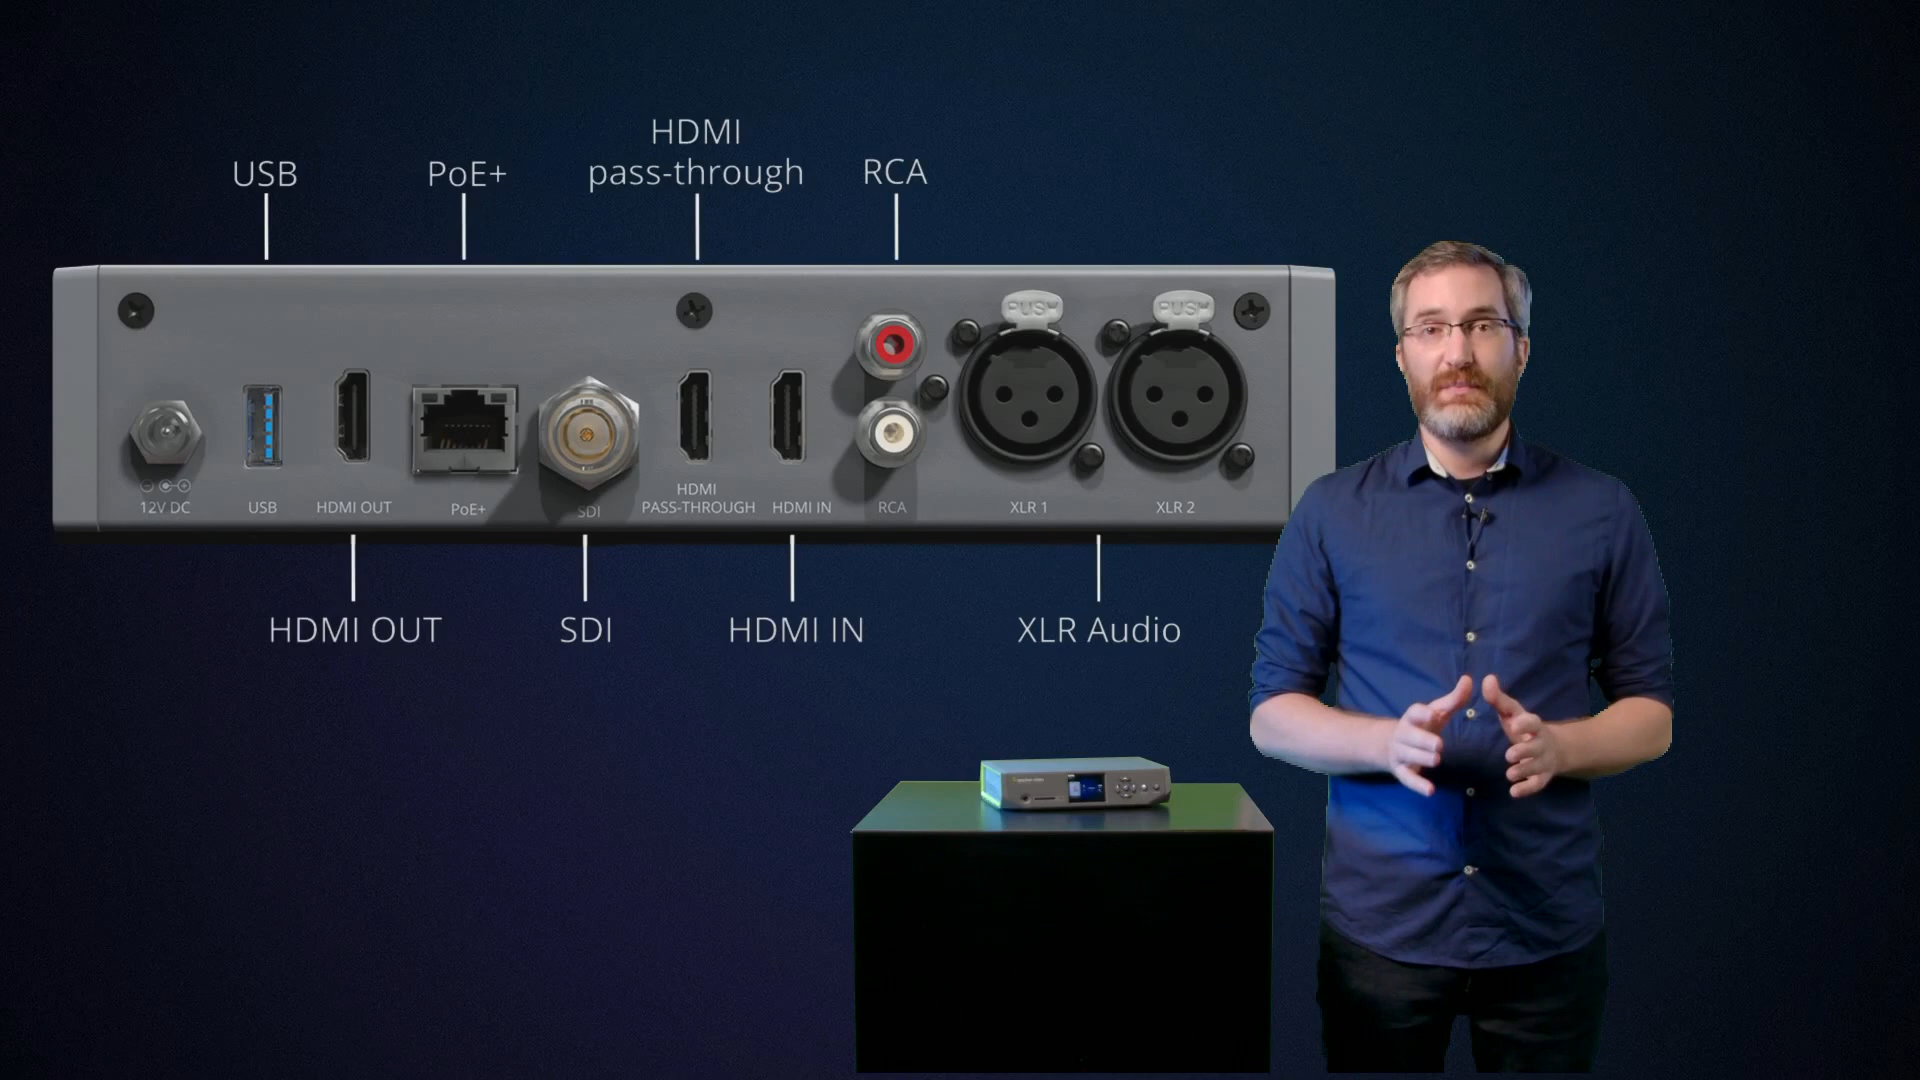 HDMI
USB
PoE+
pass-through
RCA
PUSH
PUSH
12V DC
USB
HDMI OUT
PoE+
SDI
HDMI
PASS-THROUGH
HDMI IN
RCA
XLR 1
XLR 2
HDMI OUT
SDI
HDMI IN
XLR Audio